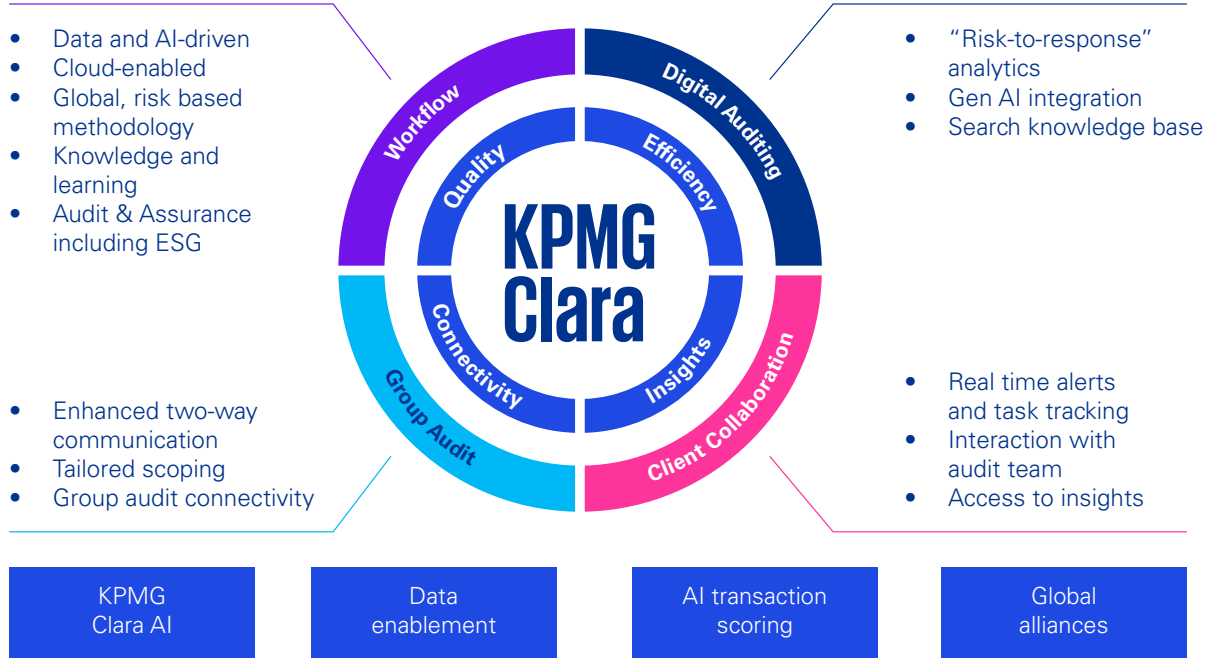 • Data and AI-driven
• Cloud-enabled
• Global, risk based
methodology
• Knowledge and
learning
• Audit & Assurance
including ESG
• “Risk-to-response”
analytics
• Gen AI integration
• Search knowledge base
Workflow
Digital Auditing
Quality
Efficiency
KPMG
Clara
Connectivity
Insights
Group Audit
Client Collaboration
• Enhanced two-way
communication
• Tailored scoping
• Group audit connectivity
• Real time alerts
and task tracking
• Interaction with
audit team
• Access to insights
KPMG
Clara AI
Data
enablement
AI transaction
scoring
Global
alliances